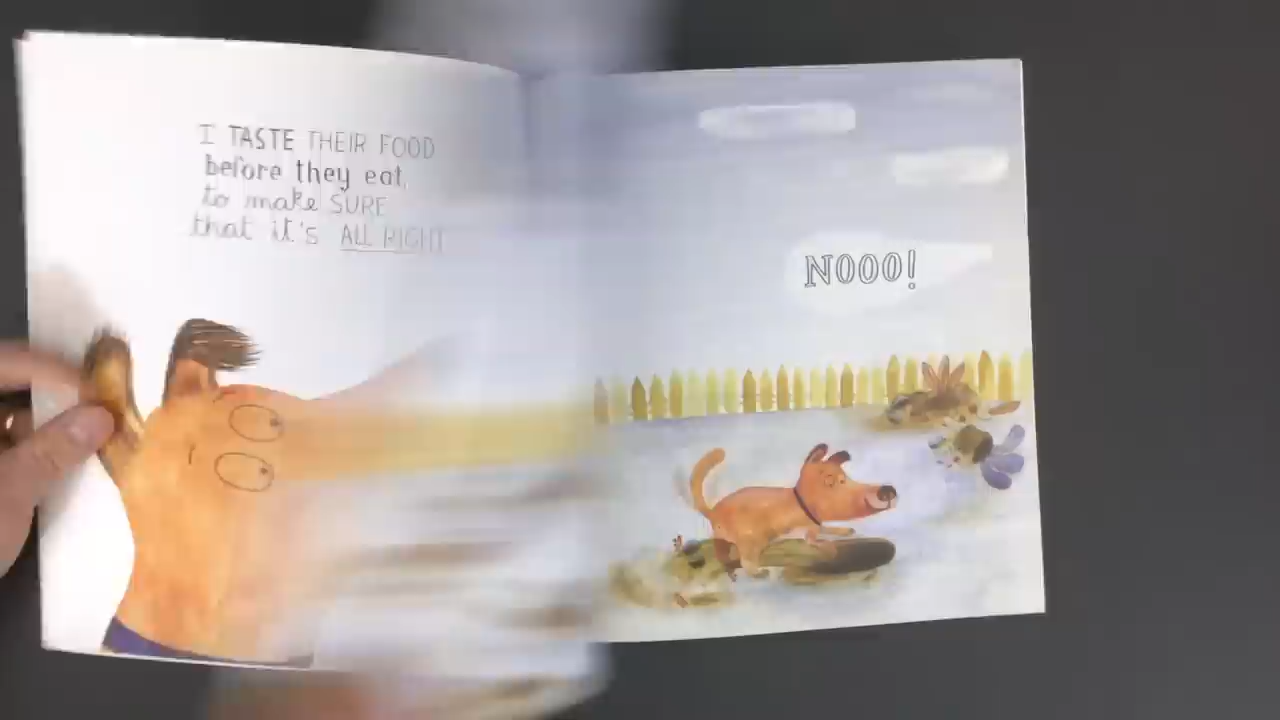 I TASTE THEIR FOOD
before they eat,
to make SURE
that it's ALL RIGHT
NOOO!